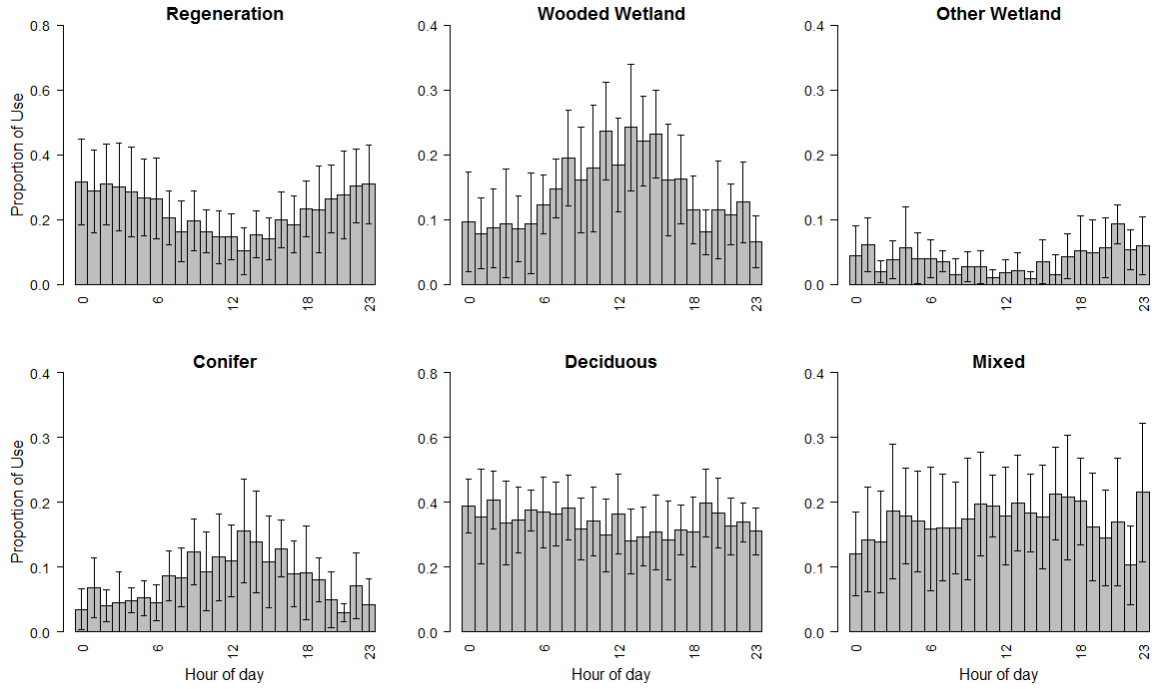 Regeneration
Wooded Wetland
Other Wetland
0.8
0.6
0.4
0.2
0.0
Proportion of Use
0 6 12 18 23
0.4
0.3
0.2
0.1
0.0
0 6 12 18 23
0.4
0.3
0.2
0.1
0.0
0 6 12 18 23
Conifer
Deciduous
Mixed
0.4
0.3
0.2
0.1
0.0
Proportion of Use
0 6 12 18 23
Hour of day
0.8
0.6
0.4
0.2
0.0
0 6 12 18 23
Hour of day
0.4
0.3
0.2
0.1
0.0
0 6 12 18 23
Hour of day